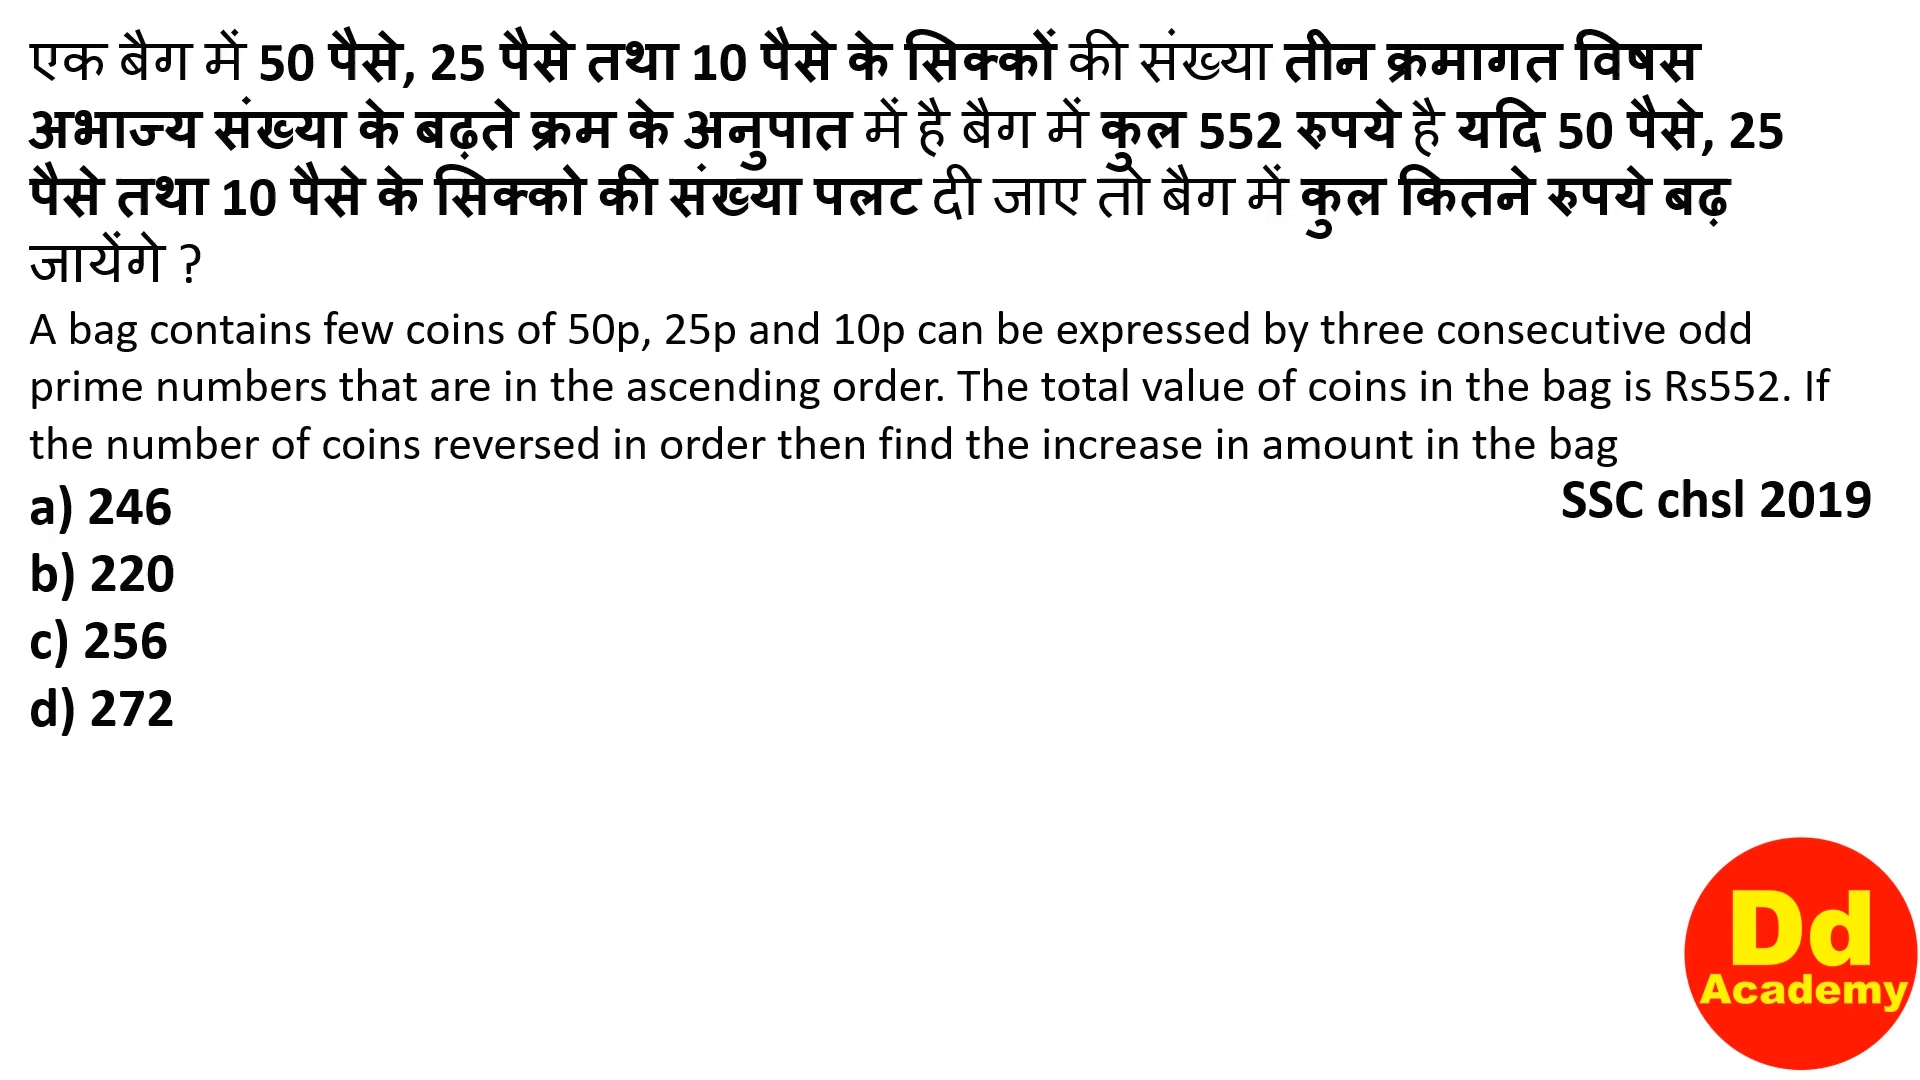 एक बैग में 50 पैसे, 25 पैसे तथा 10 पैसे के सिक्कों की संख्या तीन क्रमागत विषस
अभाज्य संख्या के बढ़ते क्रम के अनुपात में है बैग में कुल 552 रुपये है यदि 50 पैसे, 25
पैसे तथा 10 पैसे के सिक्को की संख्या पलट दी जाए तो बैग में कुल कितने रुपये बढ़
जायेंगे ?
A bag contains few coins of 50p, 25p and 10p can be expressed by three consecutive odd
prime numbers that are in the ascending order. The total value of coins in the bag is Rs552. If
the number of coins reversed in order then find the increase in amount in the bag
a) 246
SSC chsl 2019
b) 220
c) 256
d) 272
Dd
Academy